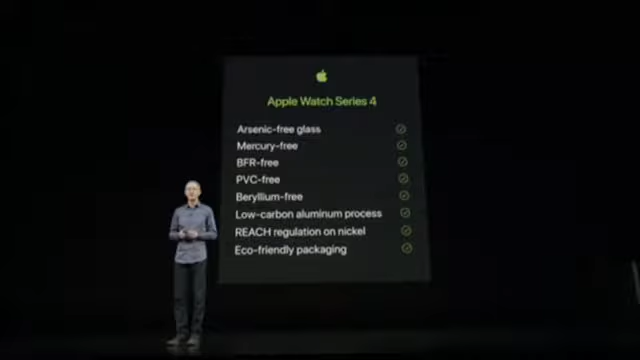 Apple Watch Series 4
Arsenic-free glass
Mercury-free
BFR-free
PVC-free
Beryllium-free
Low-carbon aluminum process
REACH regulation on nickel
Eco-friendly packaging